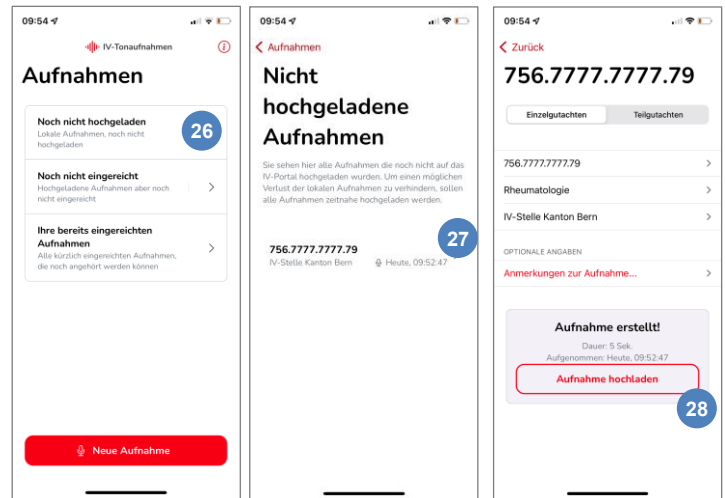 09:54
IV-Tonaufnahmen
Aufnahmen
Noch nicht hochgeladen
Lokale Aufnahmen, noch nicht
hochgeladen
26
Noch nicht eingereicht
Hochgeladene Aufnahmen aber noch
nicht eingereicht
Ihre bereits eingereichten
Aufnahmen
Alle kürzlich eingereichten Aufnahmen,
die noch angehört werden können
Neue Aufnahme
09:54
Aufnahmen
Nicht
hochgeladene
Aufnahmen
Sie sehen hier alle Aufnahmen die noch nicht auf das
IV-Portal hochgeladen wurden. Um einen möglichen
Verlust der lokalen Aufnahmen zu verhindern, sollen
alle Aufnahmen zeitnahe hochgeladen werden.
27
756.7777.7777.79
IV-Stelle Kanton Bern Heute, 09:52:47
09:54
Zurück
756.7777.7777.79
Einzelgutachten Teilgutachten
756.7777.7777.79
Rheumatologie
IV-Stelle Kanton Bern
OPTIONALE ANGABEN
Anmerkungen zur Aufnahme...
Aufnahme erstellt!
Dauer: 5 Sek.
Aufgenommen: Heute, 09:52:47
Aufnahme hochladen
28